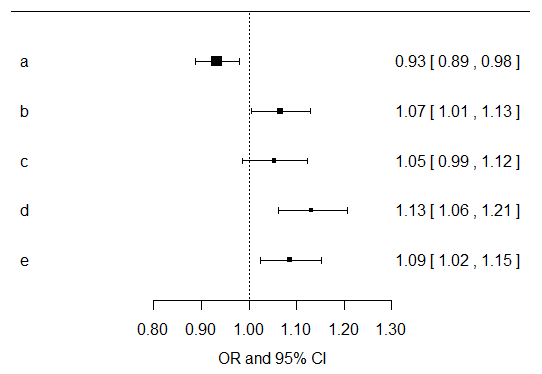 a 0.93 [ 0.89 , 0.98 ]
b 1.07 [ 1.01 , 1.13 ]
c 1.05 [ 0.99 , 1.12 ]
d 1.13 [ 1.06 , 1.21 ]
e 1.09 [ 1.02 , 1.15 ]
0.80 0.90 1.00 1.10 1.20 1.30
OR and 95% CI